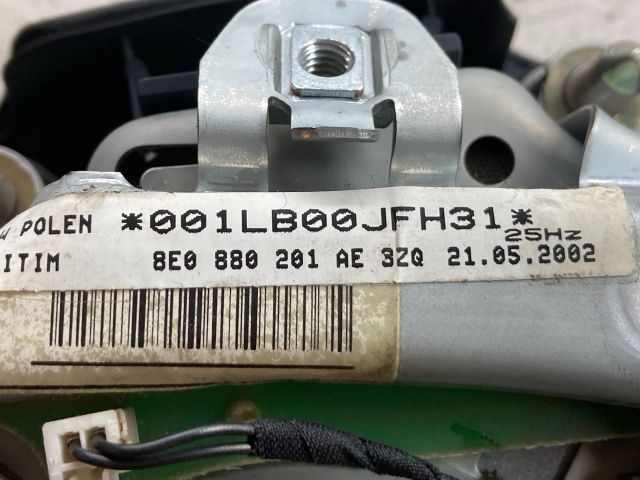 POLEN *001LB00JFH31*
25Hz
ITIM 8E0 880 201 AE 3ZQ 21.05.2002